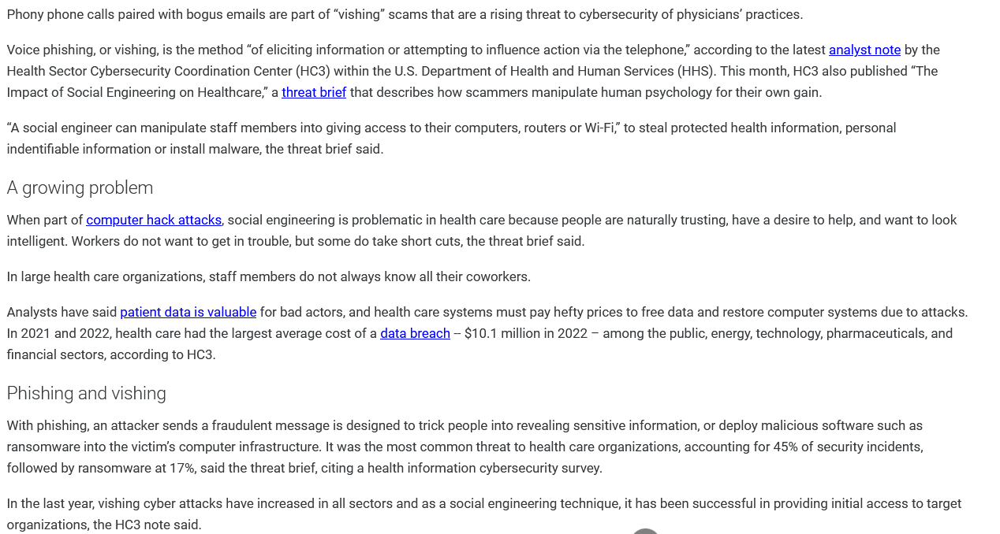 Phony phone calls paired with bogus emails are part of “vishing” scams that are a rising threat to cybersecurity of physicians’ practices.
Voice phishing, or vishing, is the method “of eliciting information or attempting to influence action via the telephone,” according to the latest analyst note by the
Health Sector Cybersecurity Coordination Center (HC3) within the U.S. Department of Health and Human Services (HHS). This month, HC3 also published “The
Impact of Social Engineering on Healthcare,” a threat brief that describes how scammers manipulate human psychology for their own gain.
“A social engineer can manipulate staff members into giving access to their computers, routers or Wi-Fi,” to steal protected health information, personal
indentifiable information or install malware, the threat brief said.
A growing problem
When part of computer hack attacks, social engineering is problematic in health care because people are naturally trusting, have a desire to help, and want to look
intelligent. Workers do not want to get in trouble, but some do take short cuts, the threat brief said.
In large health care organizations, staff members do not always know all their coworkers.
Analysts have said patient data is valuable for bad actors, and health care systems must pay hefty prices to free data and restore computer systems due to attacks.
In 2021 and 2022, health care had the largest average cost of a data breach -- $10.1 million in 2022 – among the public, energy, technology, pharmaceuticals, and
financial sectors, according to HC3.
Phishing and vishing
With phishing, an attacker sends a fraudulent message is designed to trick people into revealing sensitive information, or deploy malicious software such as
ransomware into the victim’s computer infrastructure. It was the most common threat to health care organizations, accounting for 45% of security incidents,
followed by ransomware at 17%, said the threat brief, citing a health information cybersecurity survey.
In the last year, vishing cyber attacks have increased in all sectors and as a social engineering technique, it has been successful in providing initial access to target
organizations, the HC3 note said.